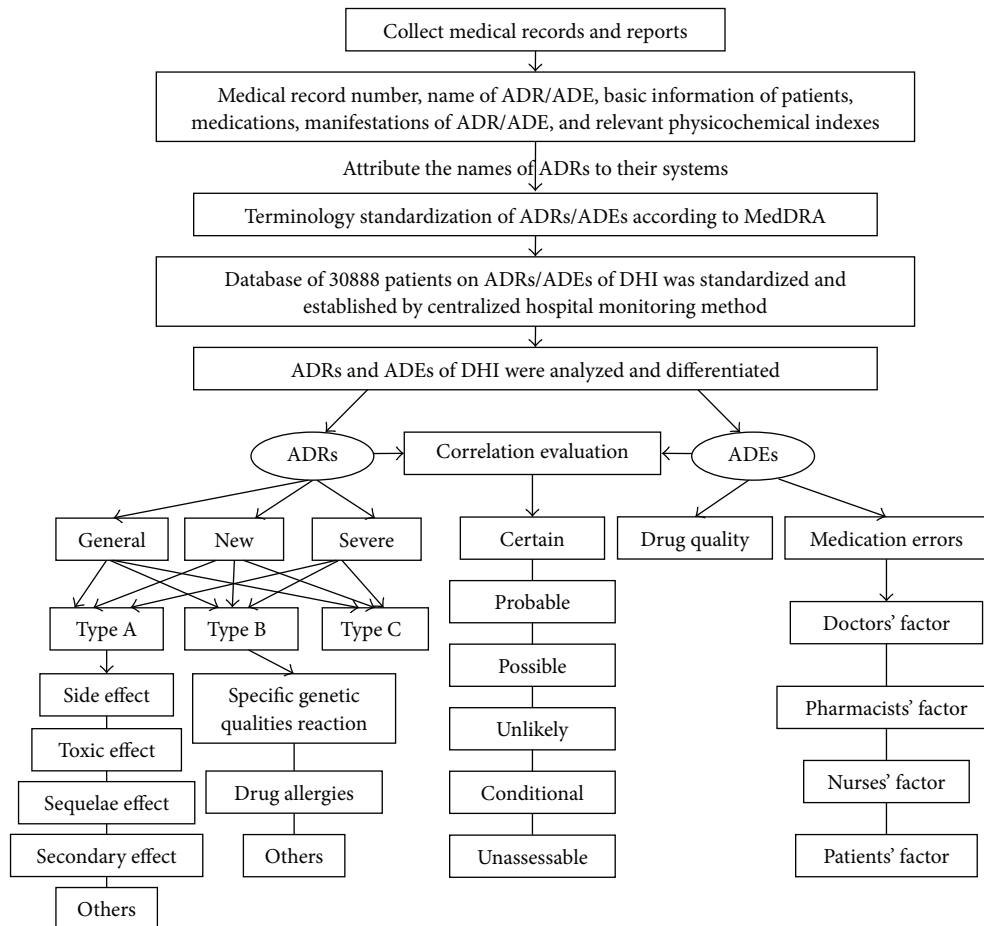 Collect medical records and reports
Medical record number, name of ADR/ADE, basic information of patients,
medications, manifestations of ADR/ADE, and relevant physicochemical indexes
Attribute the names of ADRs to their systems
Terminology standardization of ADRs/ADEs according to MedDRA
Database of 30888 patients on ADRs/ADEs of DHI was standardized and
established by centralized hospital monitoring method
ADRs and ADEs of DHI were analyzed and differentiated
ADRs
Correlation evaluation
ADEs
General
New
Severe
Certain
Drug quality
Medication errors
Type A
Type B
Type C
Probable
Doctors’ factor
Side effect
Specific genetic
qualities reaction
Possible
Pharmacists’ factor
Toxic effect
Unlikely
Sequelae effect
Drug allergies
Conditional
Nurses’ factor
Secondary effect
Others
Unassessable
Patients’ factor
Others